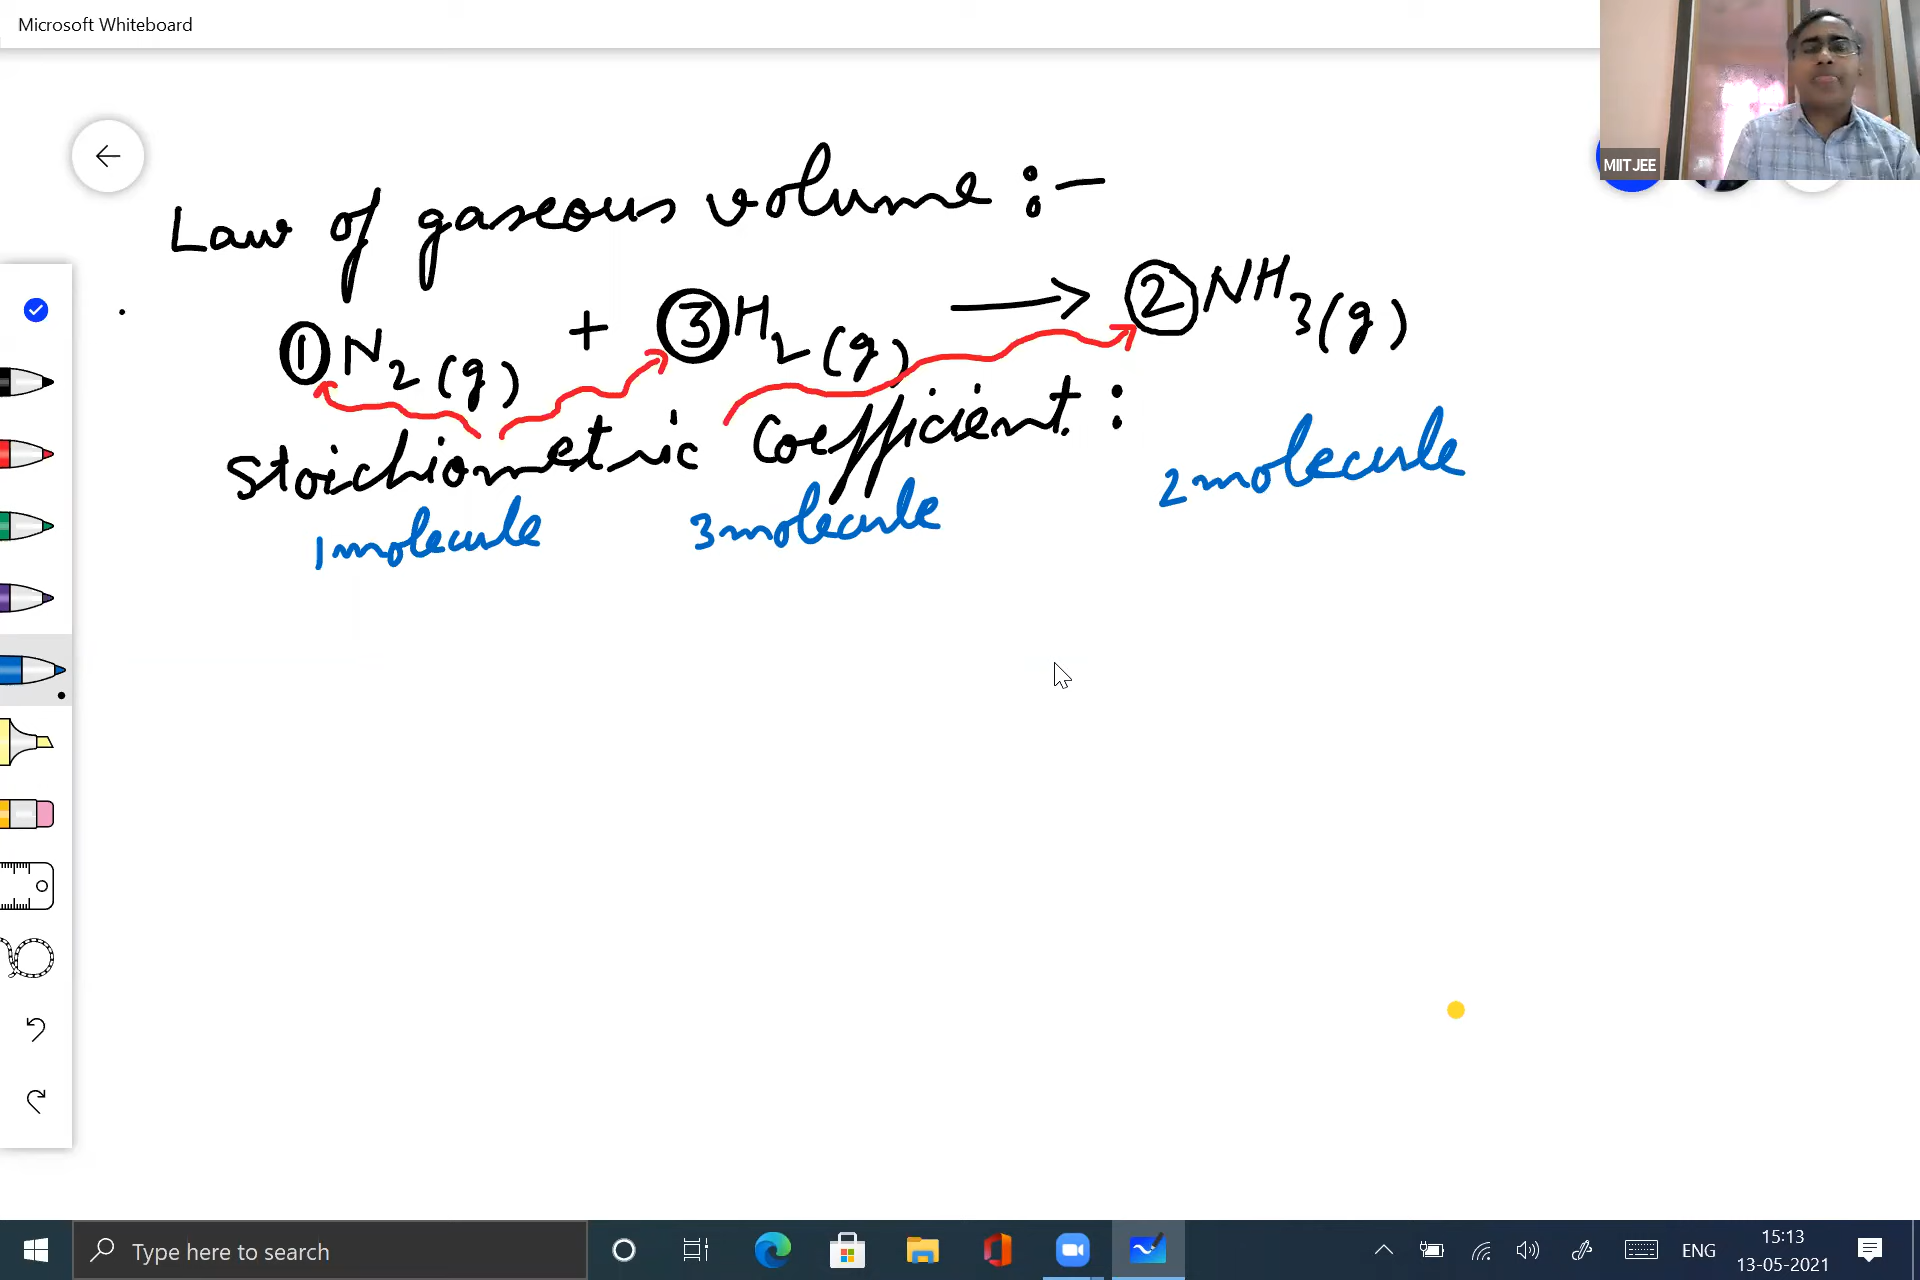 Microsoft Whiteboard
MIIT JEE
Law of gaseous volume :-
① N₂(g) + ③ H₂(g) → ② NH₃(g)
Stoichiometric Coefficient. :
1 molecule 3 molecule 2 molecule
Type here to search
ENG
15:13
13-05-2021